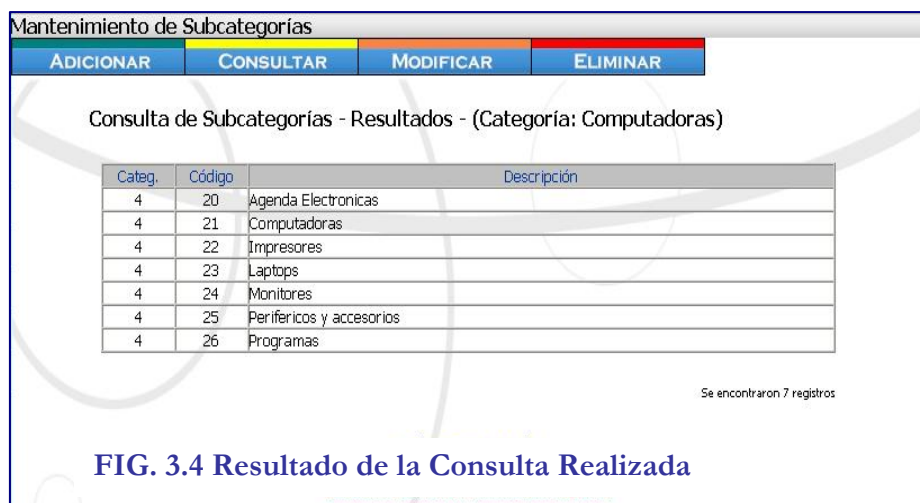 Mantenimiento de Subcategorías
ADICIONAR CONSULTAR MODIFICAR ELIMINAR
Consulta de Subcategorías - Resultados - (Categoría: Computadoras)
Categ. Código Descripción
4 20 Agenda Electronicas
4 21 Computadoras
4 22 Impresores
4 23 Laptops
4 24 Monitores
4 25 Perifericos y accesorios
4 26 Programas
Se encontraron 7 registros
FIG. 3.4 Resultado de la Consulta Realizada